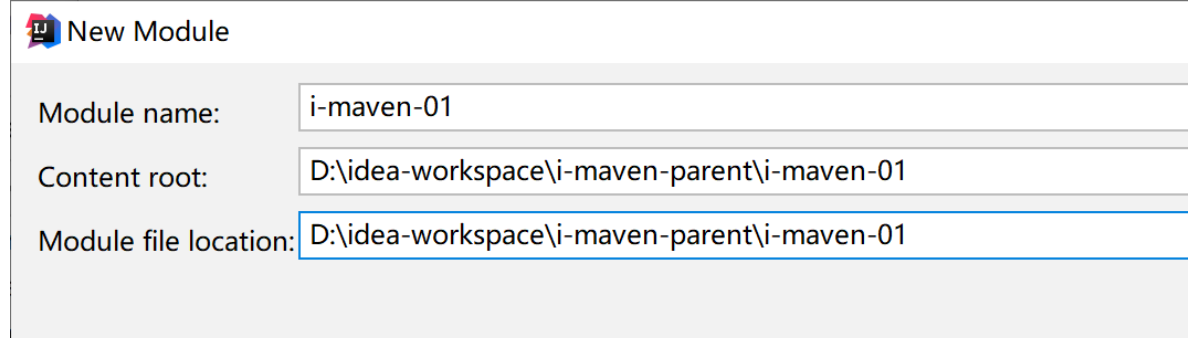 IJ New Module
Module name: i-maven-01
Content root: D:\idea-workspace\i-maven-parent\i-maven-01
Module file location: D:\idea-workspace\i-maven-parent\i-maven-01